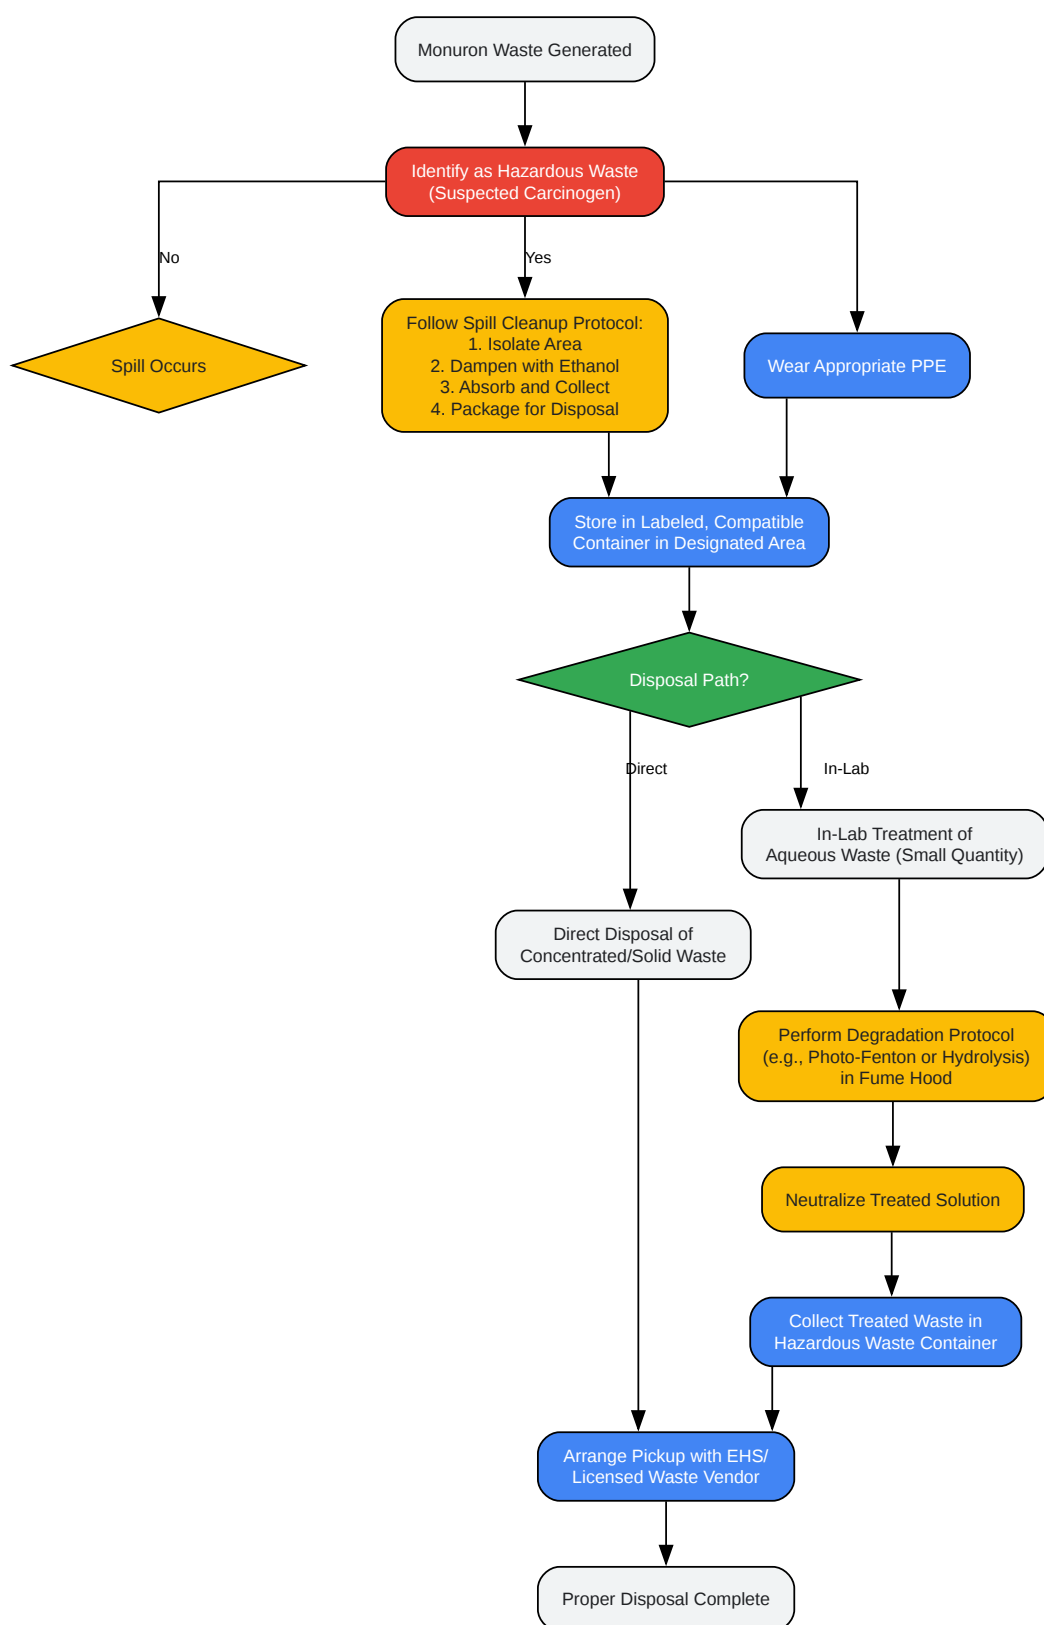 Monuron Waste Generated
Identify as Hazardous Waste
(Suspected Carcinogen)
No
Yes
Spill Occurs
Follow Spill Cleanup Protocol:
1. Isolate Area
2. Dampen with Ethanol
3. Absorb and Collect
4. Package for Disposal
Wear Appropriate PPE
Store in Labeled, Compatible
Container in Designated Area
Disposal Path?
Direct
In-Lab
In-Lab Treatment of
Aqueous Waste (Small Quantity)
Direct Disposal of
Concentrated/Solid Waste
Perform Degradation Protocol
(e.g., Photo-Fenton or Hydrolysis)
in Fume Hood
Neutralize Treated Solution
Collect Treated Waste in
Hazardous Waste Container
Arrange Pickup with EHS/
Licensed Waste Vendor
Proper Disposal Complete